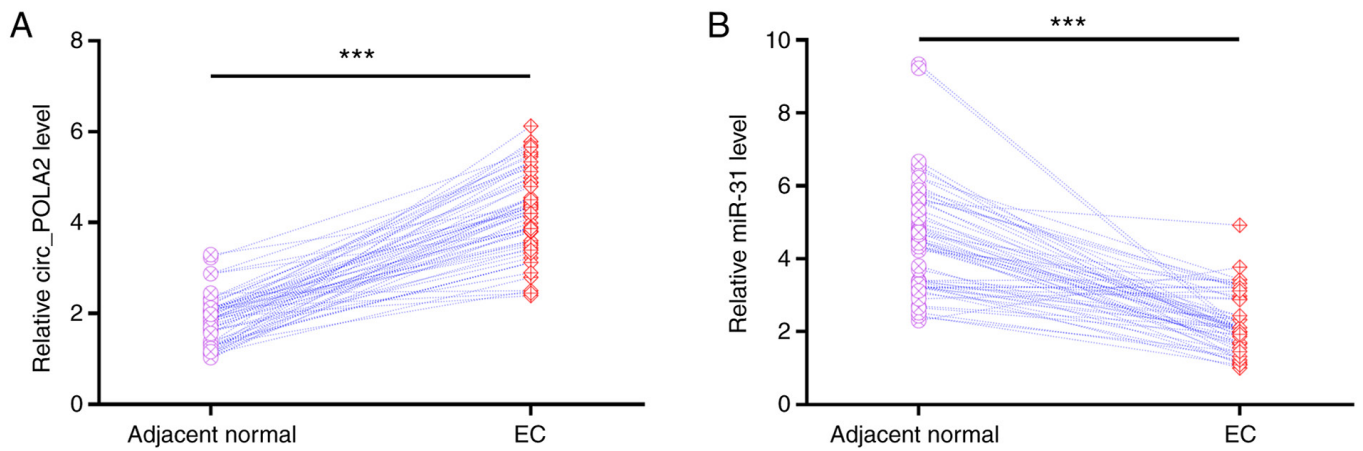 A
Relative circ_POLA2 level
8
6
4
2
0
***
Adjacent normal
EC
B
Relative miR-31 level
10
8
6
4
2
0
***
Adjacent normal
EC